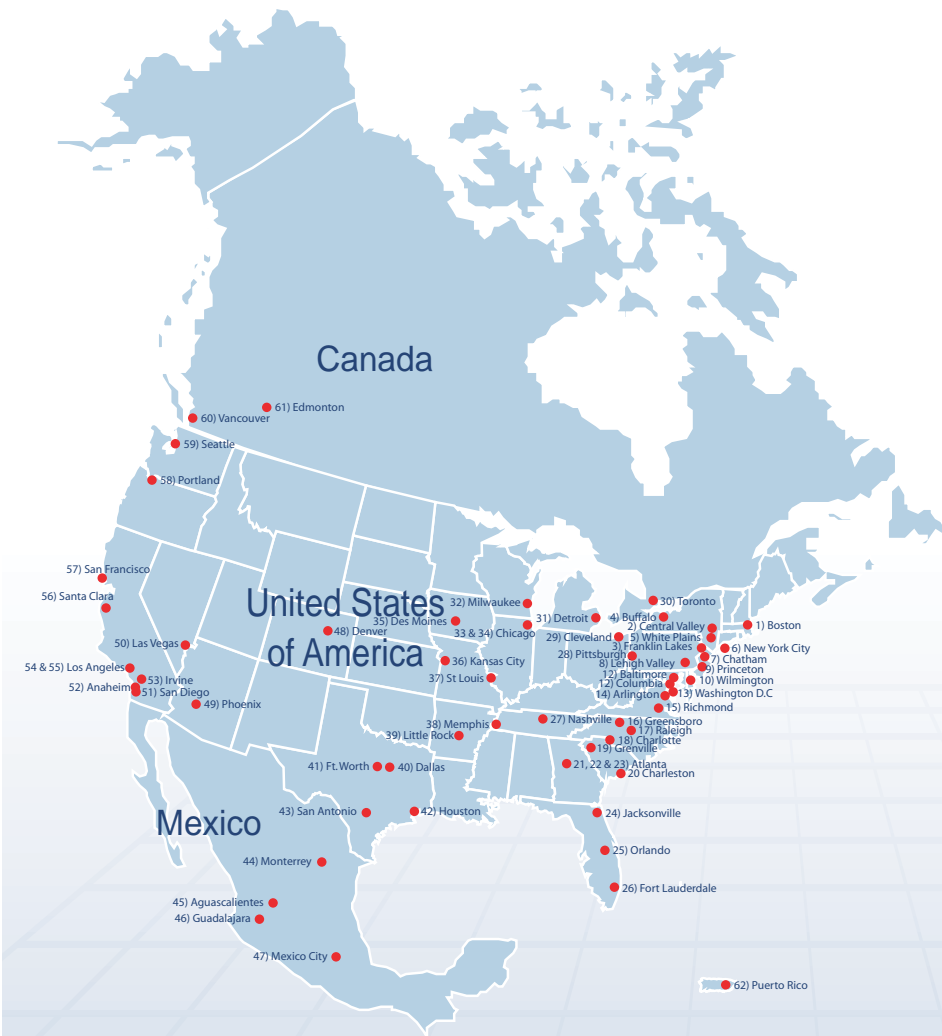 Canada
61) Edmonton
60) Vancouver
59) Seattle
58) Portland
57) San Francisco
56) Santa Clara
United States
of America
32) Milwaukee
30) Toronto
35) Des Moines
31) Detroit
4) Buffalo
1) Boston
2) Central Valley
48) Denver
33 & 34) Chicago
29) Cleveland
5) White Plains
50) Las Vegas
3) Franklin Lakes
6) New York City
28) Pittsburgh
7) Chatham
36) Kansas City
8) Lehigh Valley
9) Princeton
54 & 55) Los Angeles
37) St Louis
12) Baltimore
10) Wilmington
53) Irvine
12) Columbia
52) Anaheim
51) San Diego
14) Arlington
13) Washington D.C
49) Phoenix
15) Richmond
38) Memphis
27) Nashville
16) Greensboro
17) Raleigh
39) Little Rock
18) Charlotte
19) Grenville
41) Ft. Worth
40) Dallas
21, 22 & 23) Atlanta
20 Charleston
Mexico
43) San Antonio
42) Houston
24) Jacksonville
25) Orlando
44) Monterrey
26) Fort Lauderdale
45) Aguascalientes
46) Guadalajara
47) Mexico City
62) Puerto Rico